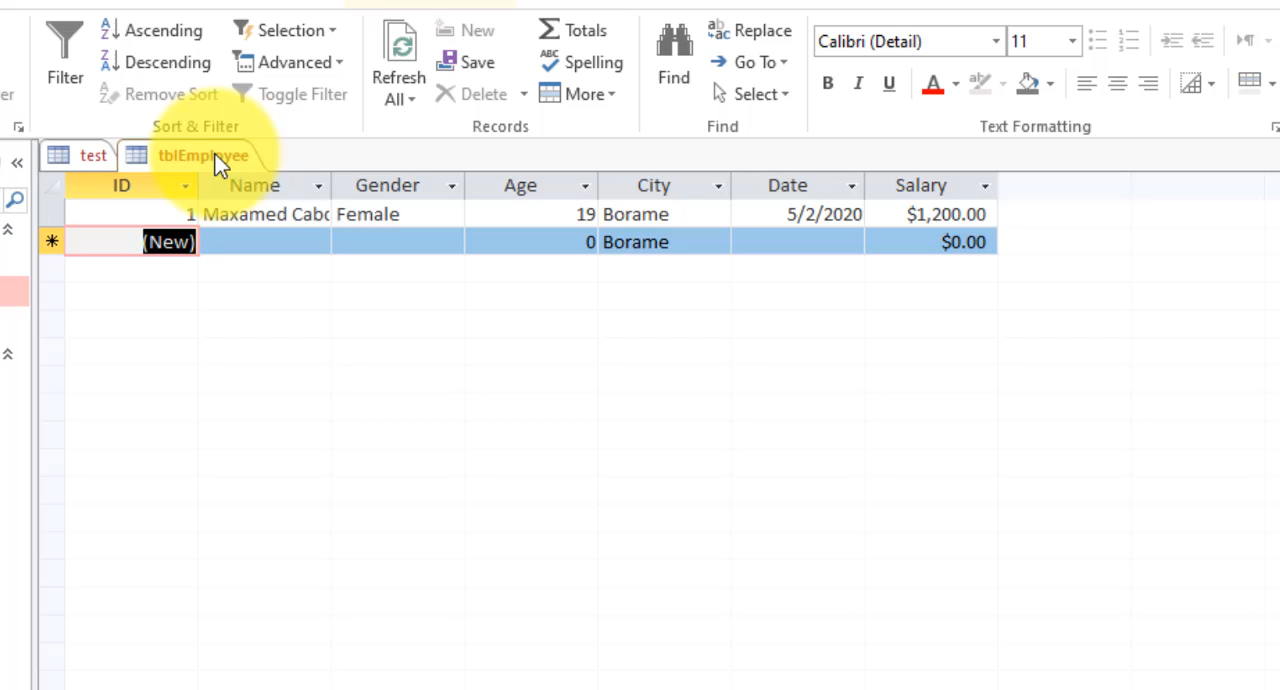 Filter
Ascending
Descending
Remove Sort
Selection
Advanced
Toggle Filter
Sort & Filter
Refresh
All
New
Save
Delete
Totals
Spelling
More
Records
Find
Replace
Go To
Select
Find
Calibri (Detail) 11
B I U A
Text Formatting
er
test tblEmployee
ID Name Gender Age City Date Salary
1 Maxamed Cabd Female 19 Borame 5/2/2020 $1,200.00
(New) 0 Borame $0.00